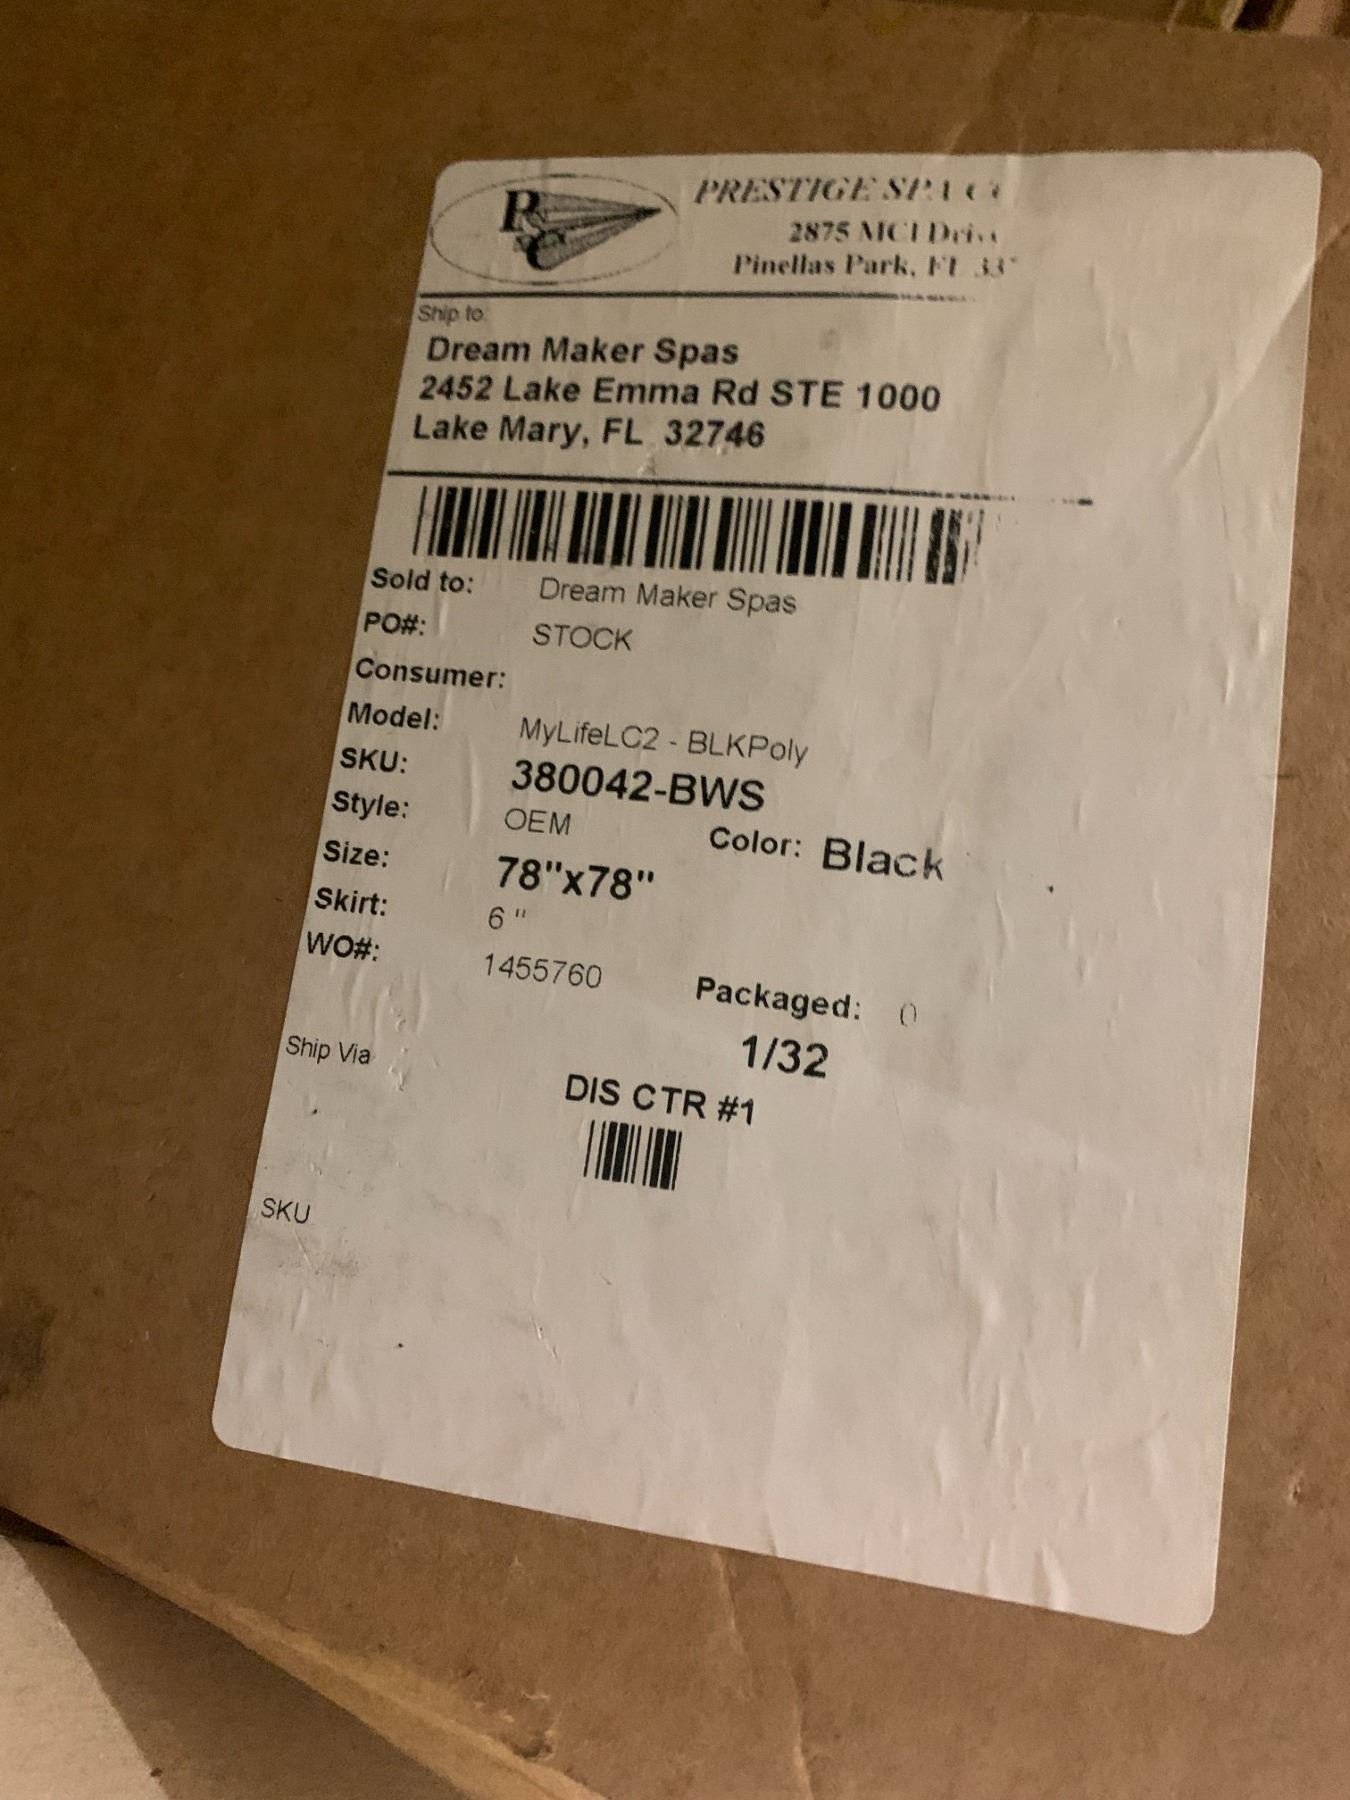 PSC
PRESTIGE SPA
2875 MCI Drive
Pinellas Park, FL
Ship to:
Dream Maker Spas
2452 Lake Emma Rd STE 1000
Lake Mary, FL 32746
Sold to: Dream Maker Spas
PO#: STOCK
Consumer:
Model: MyLifeLC2 - BLKPoly
SKU: 380042-BWS
Style: OEM Color: Black
Size: 78"x78"
Skirt: 6 "
WO#: 1455760 Packaged: 0
1/32
Ship Via
DIS CTR #1
SKU